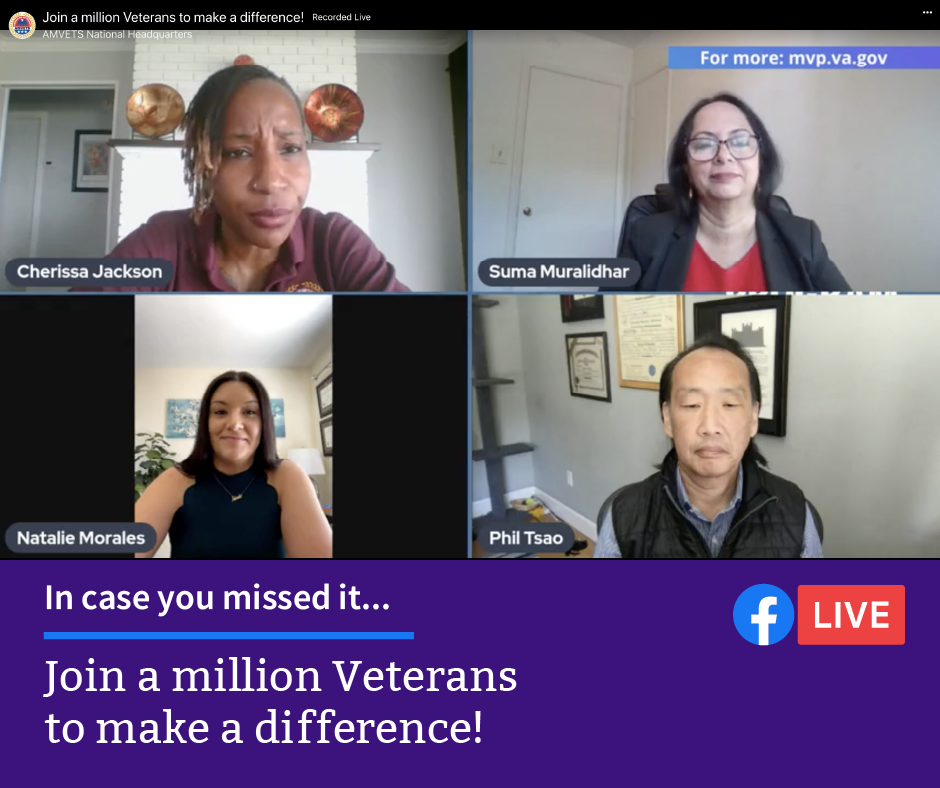 Join a million Veterans to make a difference! Recorded Live
AMVETS National Headquarters
For more: mvp.va.gov
Cherissa Jackson
Suma Muralidhar
Natalie Morales
Phil Tsao
In case you missed it...
LIVE
Join a million Veterans
to make a difference!